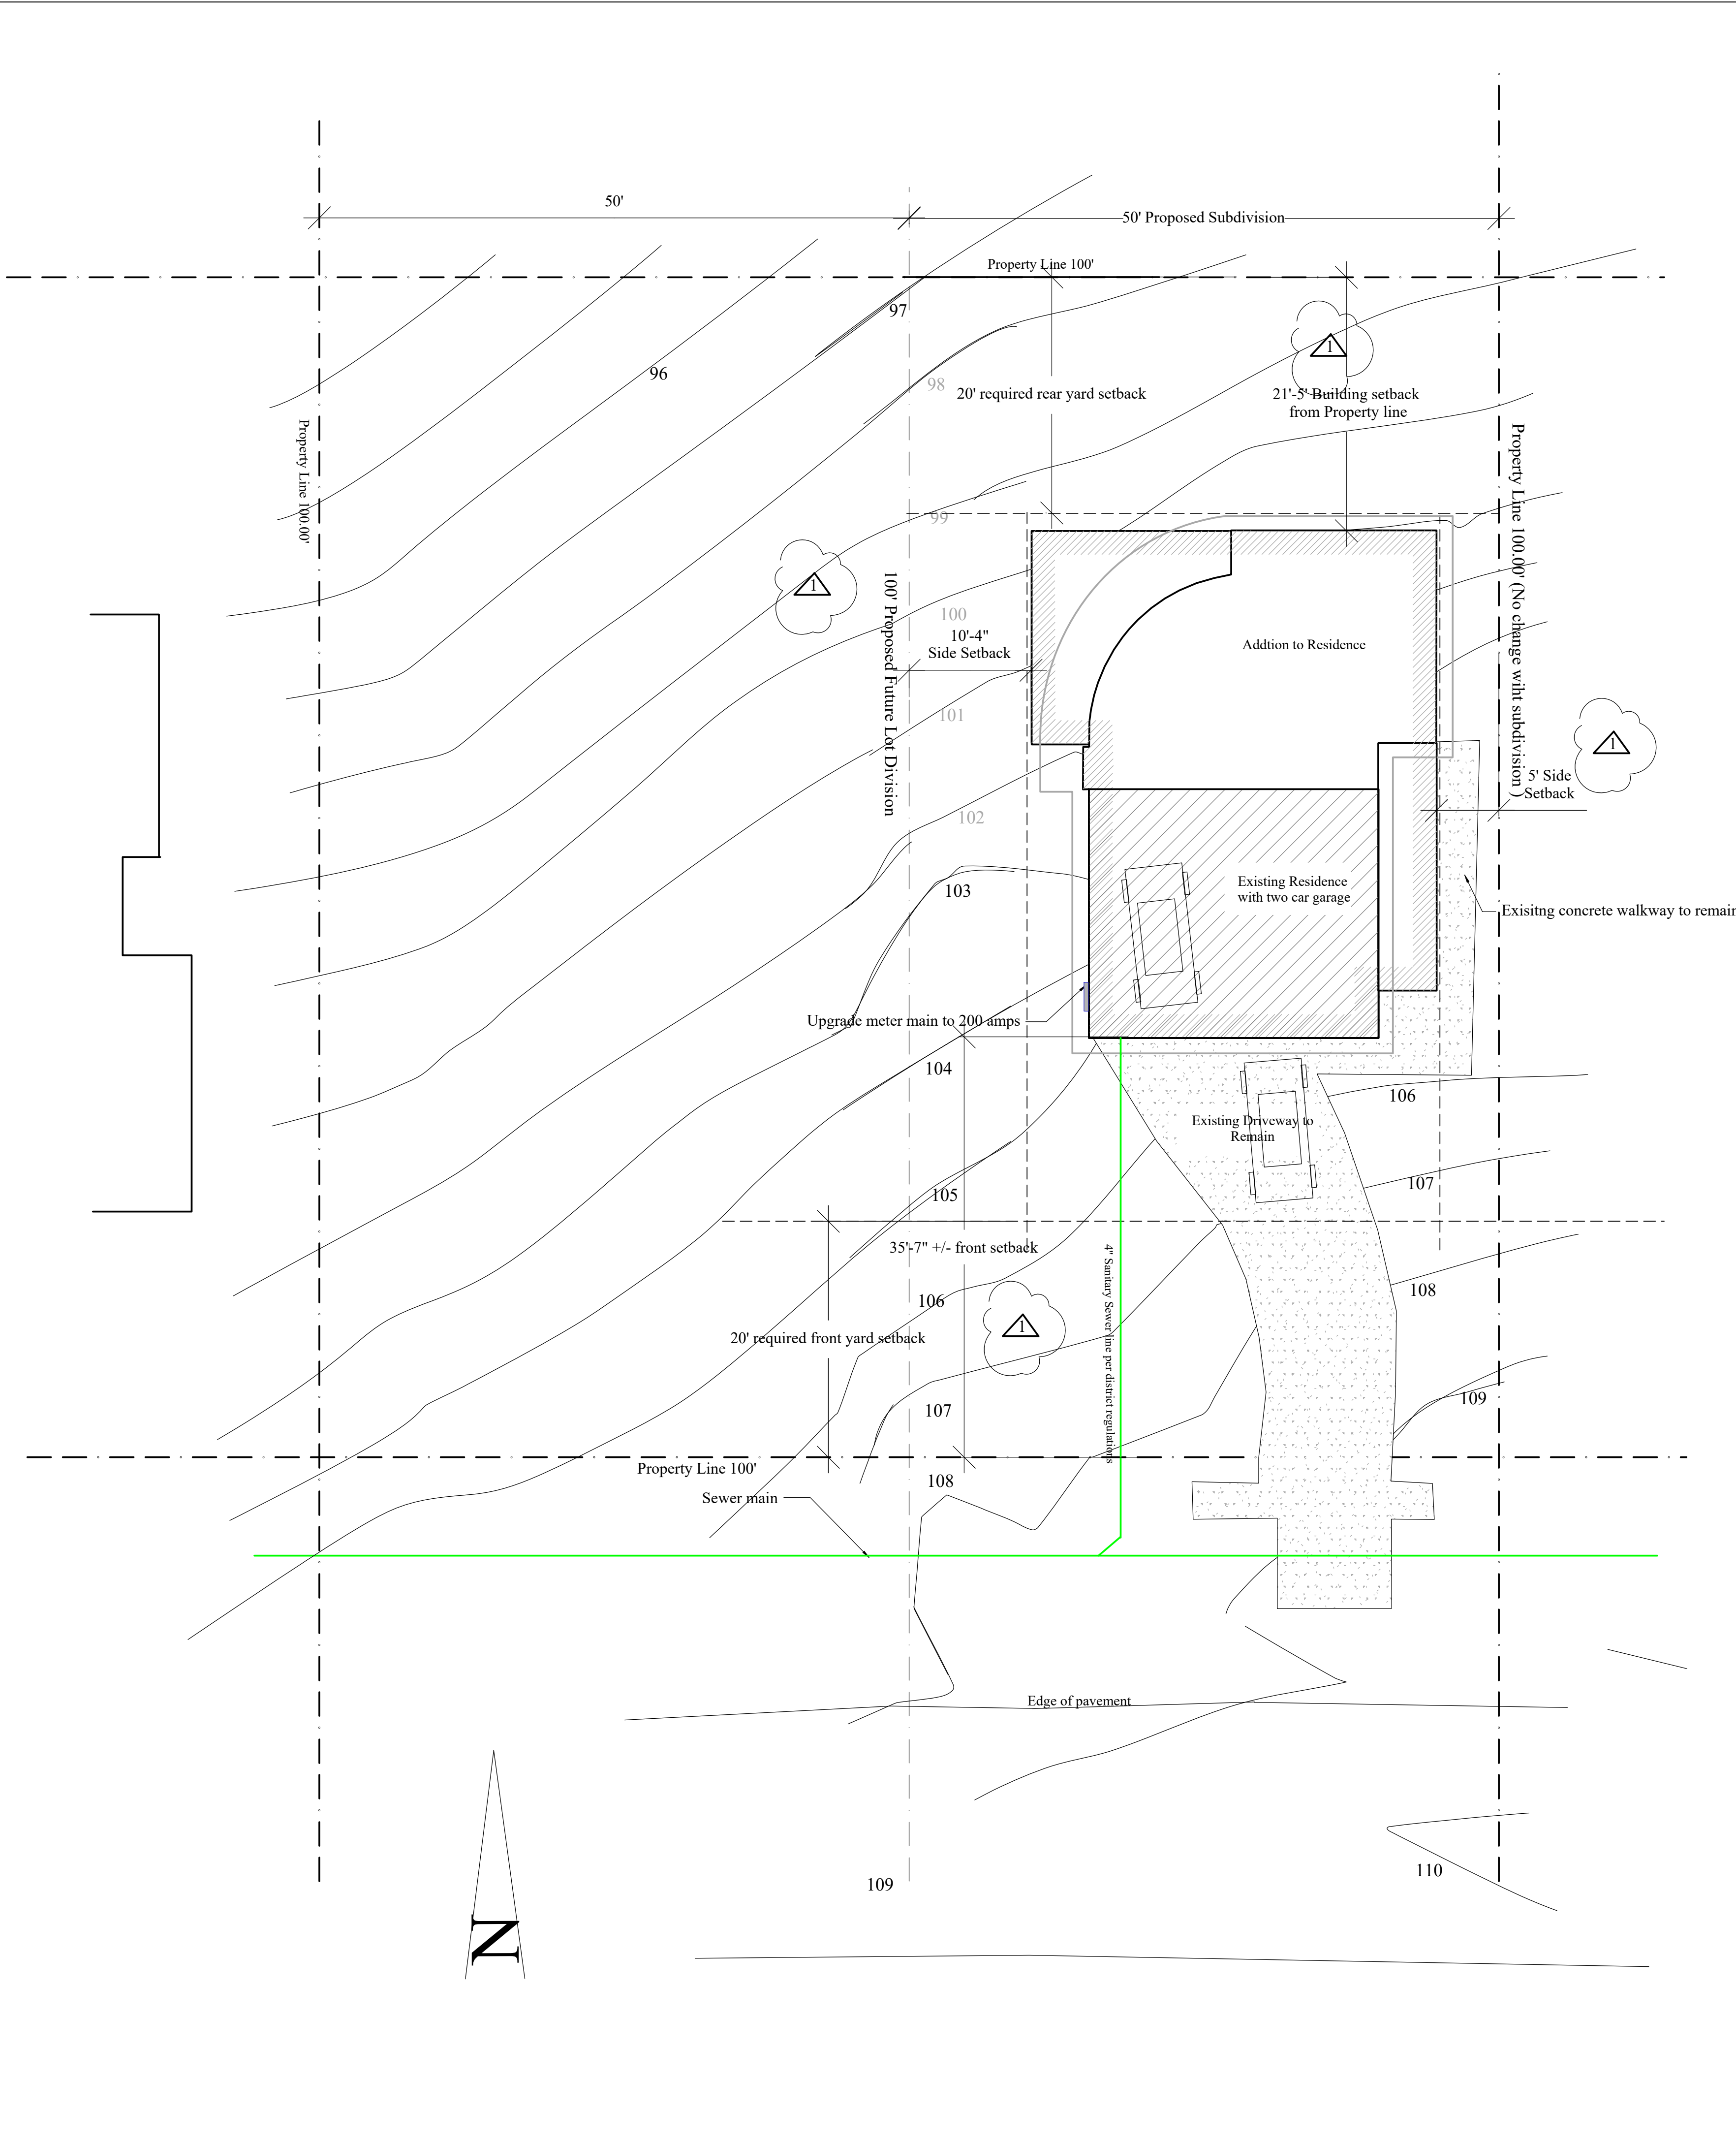 50'
50' Proposed Subdivision
Property Line 100'
97
1
96
98
20' required rear yard setback
21'-5' Building setback
from Property line
Property Line 100.00'
Property Line 100.00' (No change wiht subdivision )
99
1
100' Proposed Future Lot Division
100
10'-4"
Side Setback
Addtion to Residence
101
1
5' Side
Setback
102
Existing Residence
with two car garage
103
Exisitng concrete walkway to remain
Upgrade meter main to 200 amps
104
106
Existing Driveway to
Remain
107
105
35'-7" +/- front setback
4" Sanitary Sewer line per district regulations
108
106
1
20' required front yard setback
109
107
Property Line 100'
108
Sewer main
Edge of pavement
110
109
N